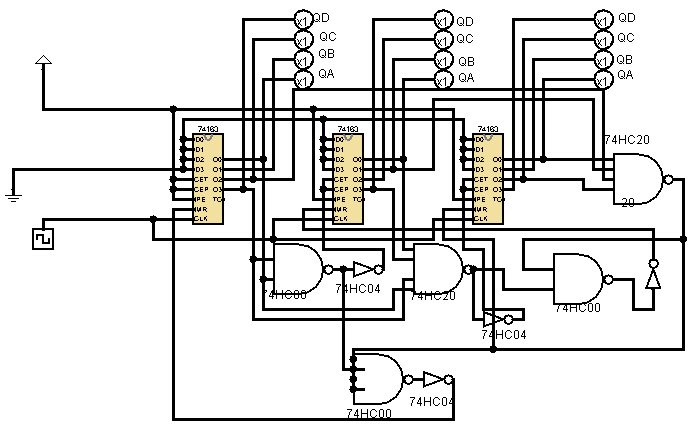 x1 QD x1 QD x1 QD
x1 QC x1 QC x1 QC
x1 QB x1 QB x1 QB
x1 QA x1 QA x1 QA
74163 74163 74163
D0 D0 D0
D1 D1 D1
D2 O0 D2 O0 D2 O0
D3 O1 D3 O1 D3 O1
CET O2 CET O2 CET O2
CEP O3 CEP O3 CEP O3
PE TC PE TC PE TC
MR MR MR
CLK CLK CLK
74HC20
20
74HC00
74HC04
74HC20
74HC00
74HC04
74HC00
74HC04